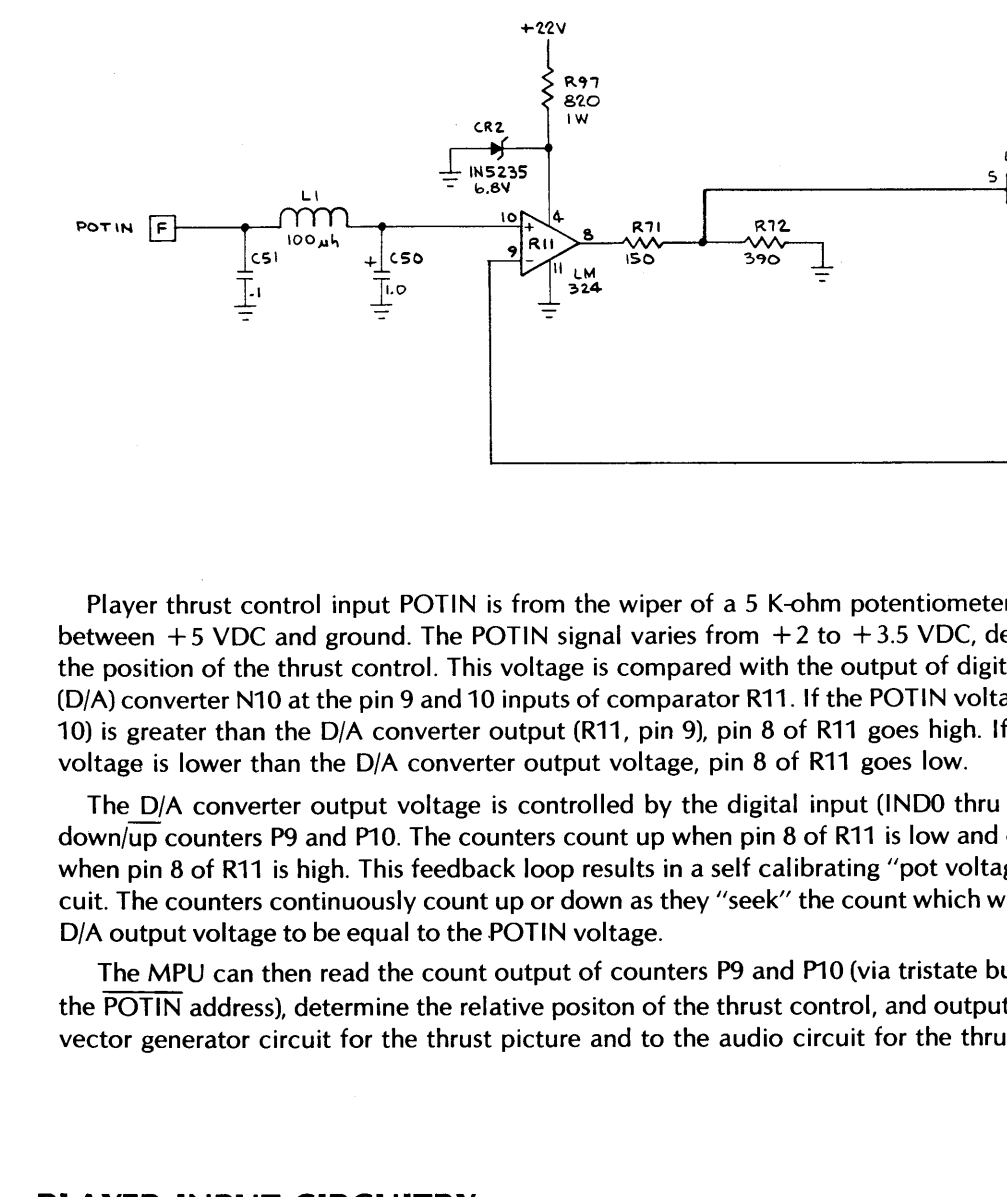 +22V
R97
820
1W
CR2
1N5235
6.8V
S
L1
POTIN F
100µh
10
+
4
R11
8
9
-
11
LM
324
R71
150
R72
390
C51
.1
+ C50
1.0
Player thrust control input POTIN is from the wiper of a 5 K-ohm potentiometer
between +5 VDC and ground. The POTIN signal varies from +2 to +3.5 VDC, de
the position of the thrust control. This voltage is compared with the output of digit
(D/A) converter N10 at the pin 9 and 10 inputs of comparator R11. If the POTIN volta
10) is greater than the D/A converter output (R11, pin 9), pin 8 of R11 goes high. If
voltage is lower than the D/A converter output voltage, pin 8 of R11 goes low.
The D/A converter output voltage is controlled by the digital input (IND0 thru
down/up counters P9 and P10. The counters count up when pin 8 of R11 is low and
when pin 8 of R11 is high. This feedback loop results in a self calibrating "pot voltag
cuit. The counters continuously count up or down as they "seek" the count which w
D/A output voltage to be equal to the POTIN voltage.
The MPU can then read the count output of counters P9 and P10 (via tristate bu
the POTIN address), determine the relative positon of the thrust control, and output
vector generator circuit for the thrust picture and to the audio circuit for the thru
PLAYER INPUT CIRCUITRY